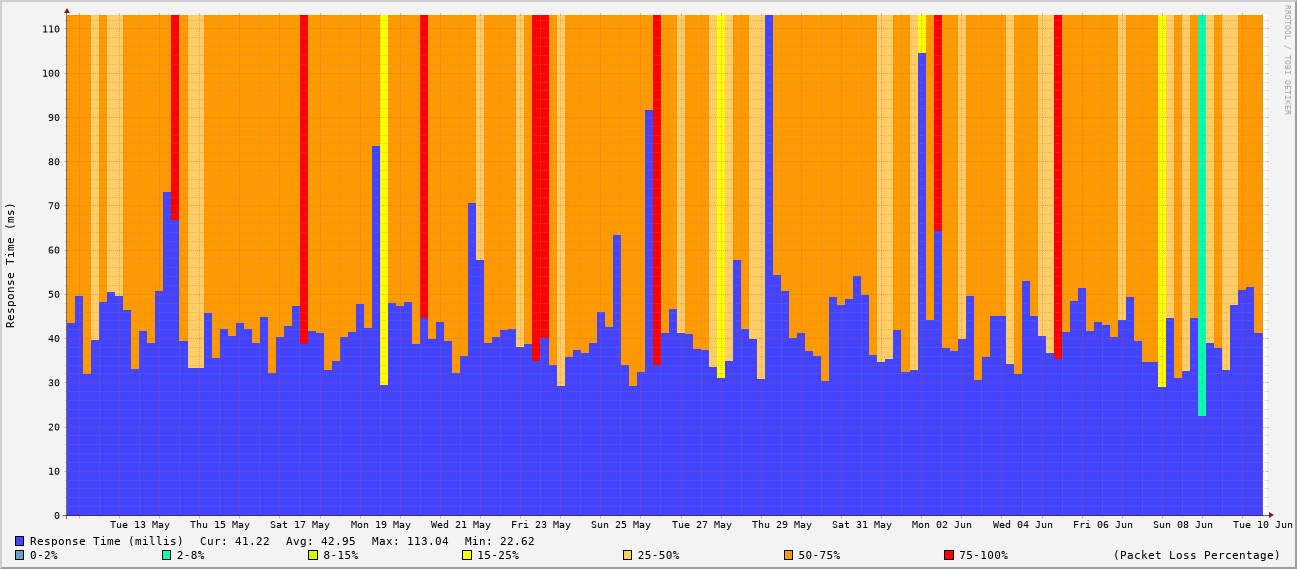 RRDTOOL / TOBI OETIKER
Response Time (ms)
110
100
90
80
70
60
50
40
30
20
10
0
Tue 13 May Thu 15 May Sat 17 May Mon 19 May Wed 21 May Fri 23 May Sun 25 May Tue 27 May Thu 29 May Sat 31 May Mon 02 Jun Wed 04 Jun Fri 06 Jun Sun 08 Jun Tue 10 Jun
Response Time (millis) Cur: 41.22 Avg: 42.95 Max: 113.04 Min: 22.62
0-2% 2-8% 8-15% 15-25% 25-50% 50-75% 75-100% (Packet Loss Percentage)